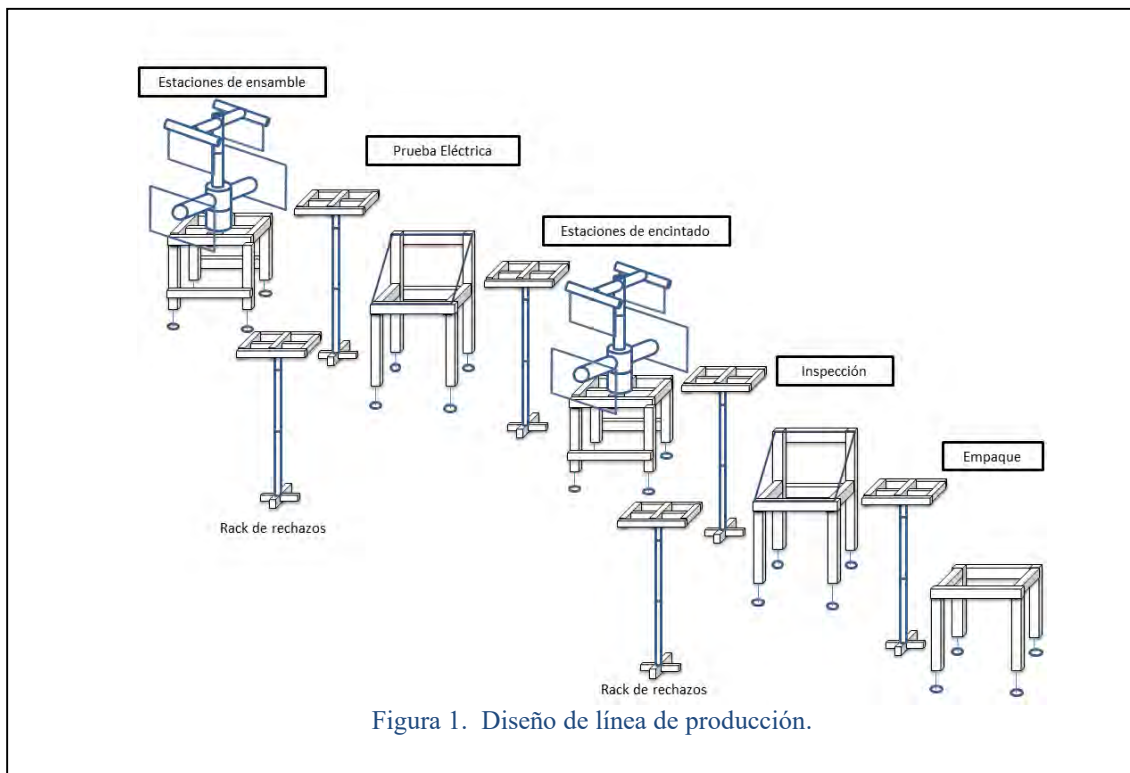 Estaciones de ensamble
Prueba Eléctrica
Estaciones de encintado
Inspección
Empaque
Rack de rechazos
Rack de rechazos
Figura 1. Diseño de línea de producción.